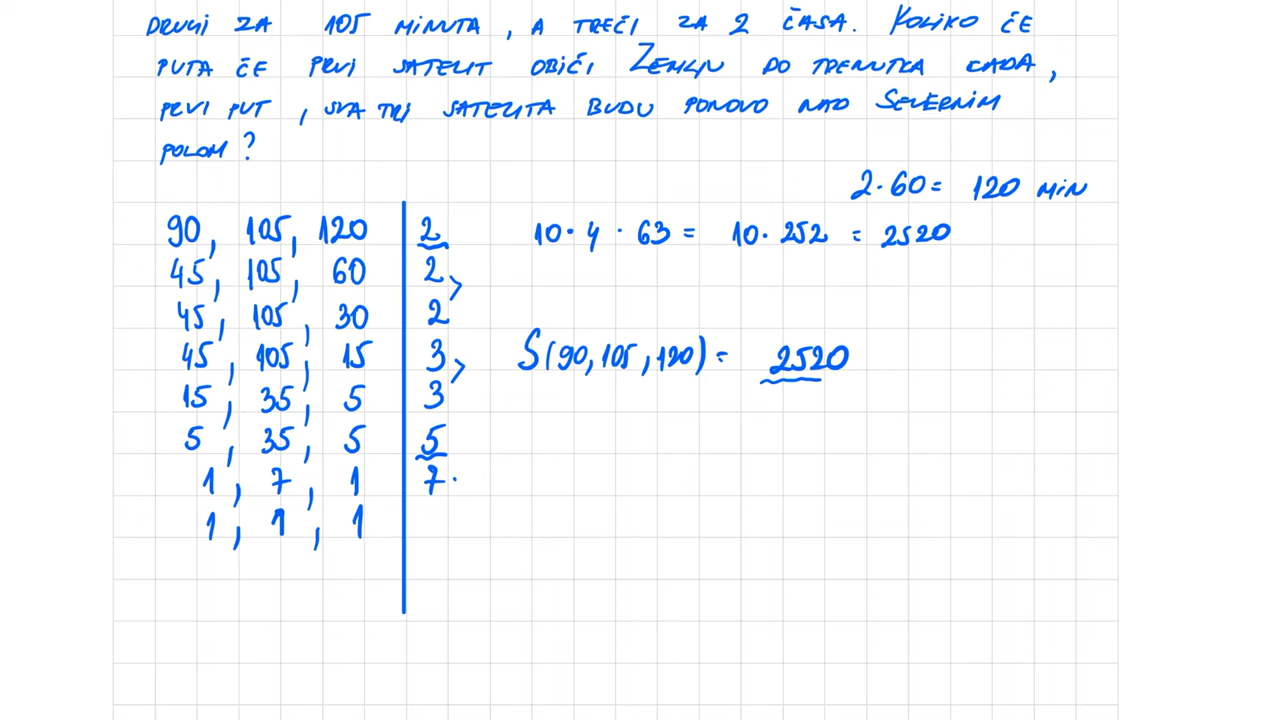 DRUGI ZA 105 MINUTA, A TREĆI ZA 2 ČASA. KOLIKO ĆE
PUTA ĆE PRVI SATELIT OBIĆI ZEMLJU DO TRENUTKA KADA,
PRVI PUT, SVA TRI SATELITA BUDU PONOVO NAD SEVERNIM
POLOM?
2·60= 120 MIN
90, 105, 120 | 2 10·4·63= 10·252 = 2520
45, 105, 60 | 2
45, 105, 30 | 2
45, 105, 15 | 3 S(90,105,120)= 2520
15, 35, 5 | 3
5, 35, 5 | 5
1, 7, 1 | 7.
1, 1, 1